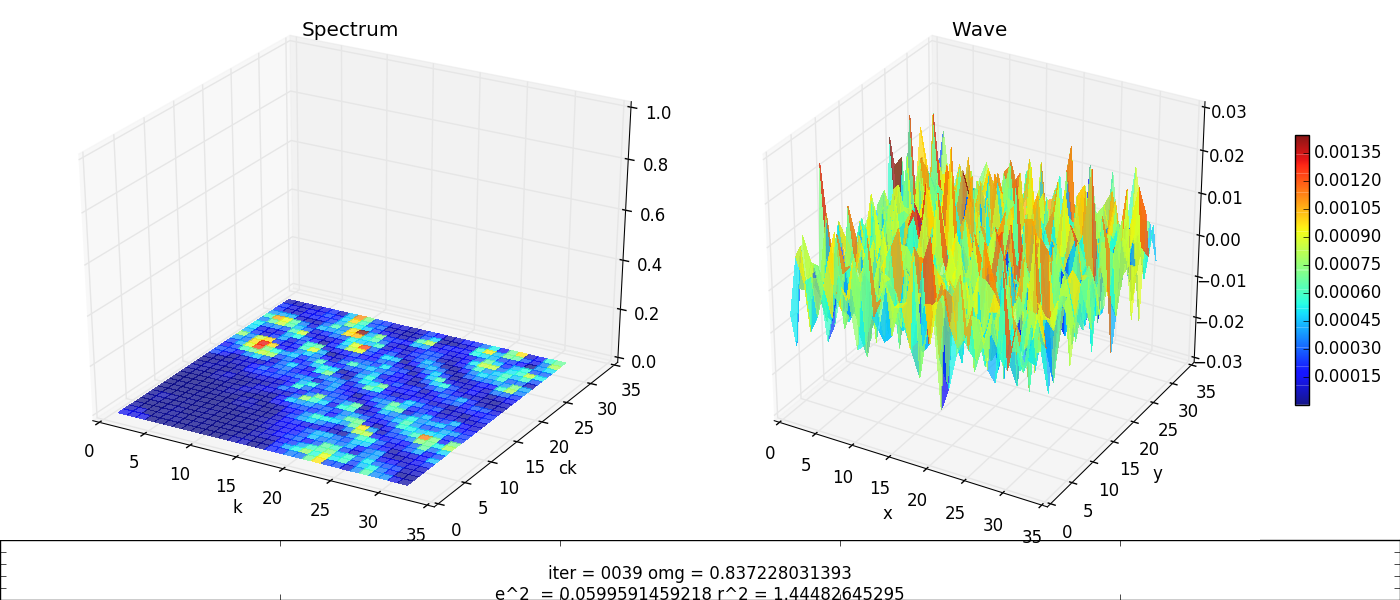 Spectrum
1.0
0.8
0.6
0.4
0.2
0.0
0 5 10 15 20 25 30 35
k
0 5 10 15 20 25 30 35
ck
Wave
0.03
0.02
0.01
0.00
−0.01
−0.02
−0.03
0 5 10 15 20 25 30 35
x
0 5 10 15 20 25 30 35
y
0.00135
0.00120
0.00105
0.00090
0.00075
0.00060
0.00045
0.00030
0.00015
iter = 0039 omg = 0.837228031393
e^2 = 0.0599591459218 r^2 = 1.44482645295